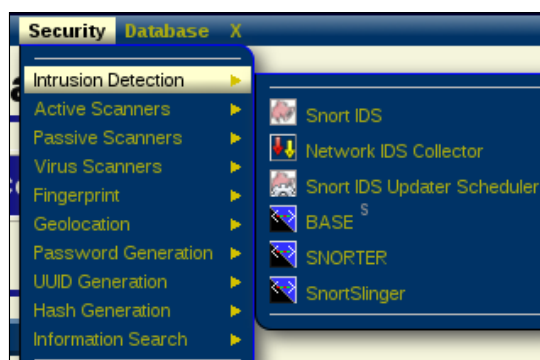 Security Database X
Intrusion Detection
Active Scanners
Passive Scanners
Virus Scanners
Fingerprint
Geolocation
Password Generation
UUID Generation
Hash Generation
Information Search
Snort IDS
Network IDS Collector
Snort IDS Updater Scheduler
BASE S
SNORTER
SnortSlinger